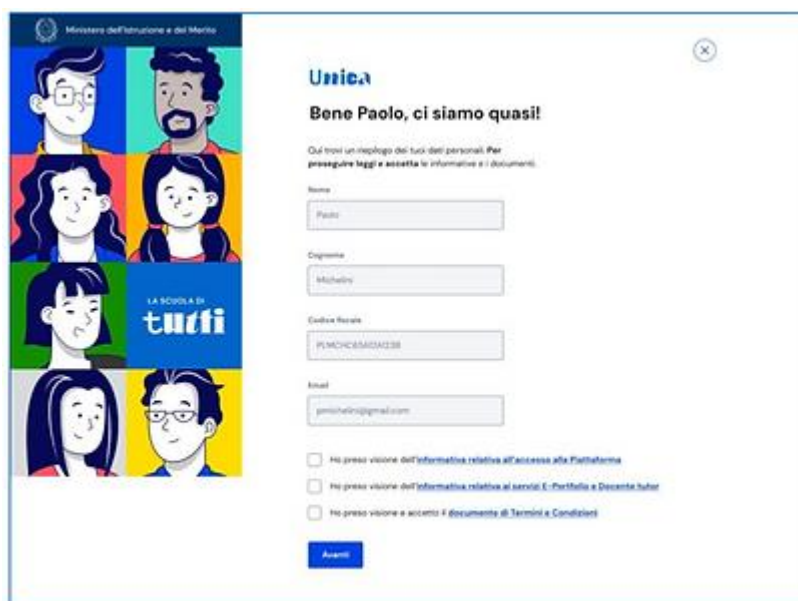 Ministero dell'Istruzione e del Merito
LA SCUOLA DI
tutti
Unica
Bene Paolo, ci siamo quasi!
Qui trovi un riepilogo dei tuoi dati personali. Per
proseguire leggi e accetta le informative e i documenti.
Nome
Paolo
Cognome
Michelini
Codice fiscale
Email
pmichelini@gmail.com
Ho preso visione dell'informativa relativa all'accesso alla Piattaforma
Ho preso visione dell'informativa relativa ai servizi E-Portfolio e Docente tutor
Ho preso visione e accetto il documento di Termini e Condizioni
Avanti